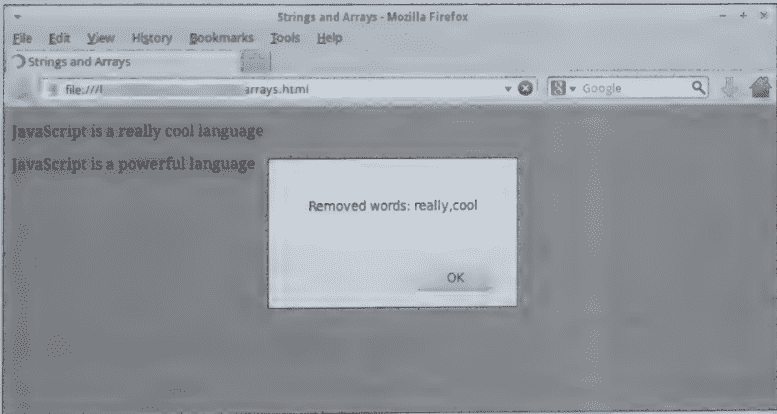 Strings and Arrays - Mozilla Firefox
File Edit View History Bookmarks Tools Help
Strings and Arrays
file:///l arrays.html Google
JavaScript is a really cool language
JavaScript is a powerful language
Removed words: really,cool
OK